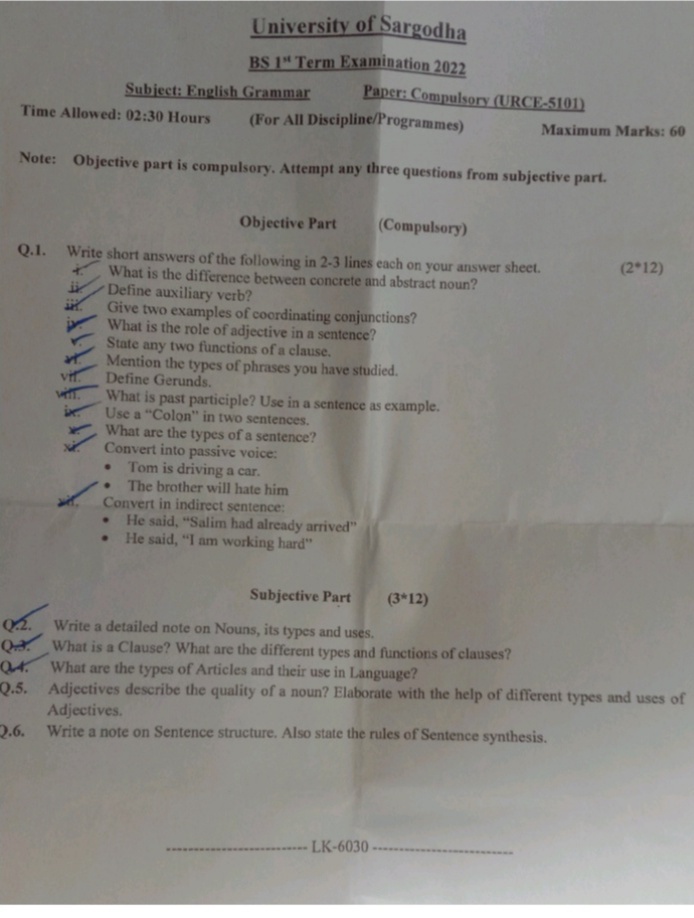 University of Sargodha
BS 1st Term Examination 2022
Subject: English Grammar Paper: Compulsory (URCE-5101)
Time Allowed: 02:30 Hours (For All Discipline/Programmes) Maximum Marks: 60
Note: Objective part is compulsory. Attempt any three questions from subjective part.
Objective Part (Compulsory)
Q.1. Write short answers of the following in 2-3 lines each on your answer sheet. (2*12)
i. What is the difference between concrete and abstract noun?
ii. Define auxiliary verb?
iii. Give two examples of coordinating conjunctions?
iv. What is the role of adjective in a sentence?
v. State any two functions of a clause.
vi. Mention the types of phrases you have studied.
vii. Define Gerunds.
viii. What is past participle? Use in a sentence as example.
ix. Use a “Colon” in two sentences.
x. What are the types of a sentence?
xi. Convert into passive voice:
• Tom is driving a car.
• The brother will hate him
xii. Convert in indirect sentence:
• He said, “Salim had already arrived”
• He said, “I am working hard”
Subjective Part (3*12)
Q.2. Write a detailed note on Nouns, its types and uses.
Q.3. What is a Clause? What are the different types and functions of clauses?
Q.4. What are the types of Articles and their use in Language?
Q.5. Adjectives describe the quality of a noun? Elaborate with the help of different types and uses of
Adjectives.
Q.6. Write a note on Sentence structure. Also state the rules of Sentence synthesis.
---------------------- LK-6030 ----------------------